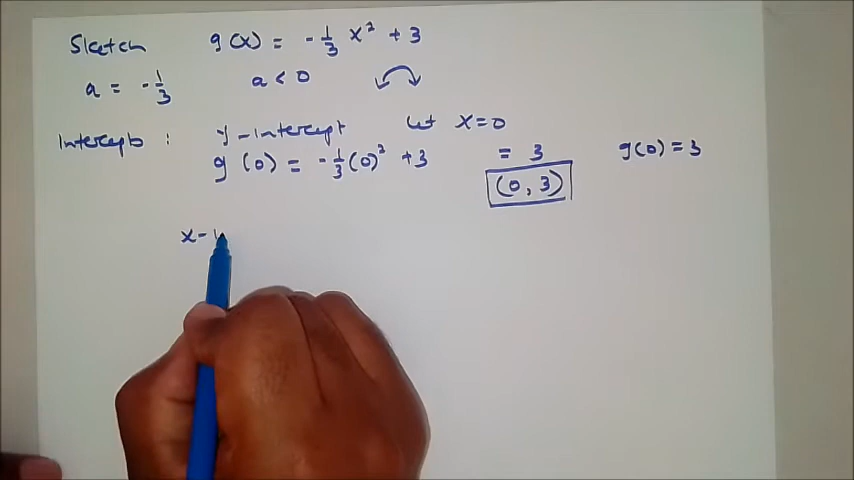 Sketch g(x) = -1/3 x² + 3
a = -1/3 a < 0
Intercepts : y-intercept let x=0
g(0) = -1/3(0)² + 3 = 3 g(0) = 3
(0, 3)
x-